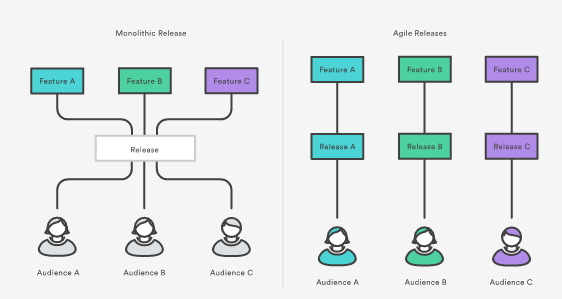 Monolithic Release
Feature A
Feature B
Feature C
Release
Audience A
Audience B
Audience C
Agile Releases
Feature A
Feature B
Feature C
Release A
Release B
Release C
Audience A
Audience B
Audience C